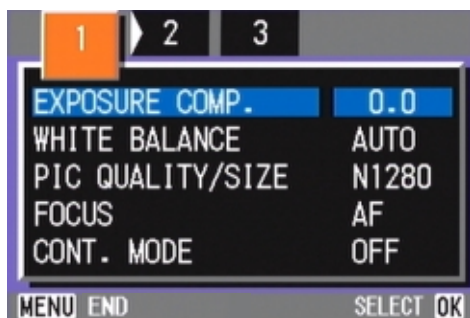 1 2 3
EXPOSURE COMP. 0.0
WHITE BALANCE AUTO
PIC QUALITY/SIZE N1280
FOCUS AF
CONT. MODE OFF
MENU END SELECT OK